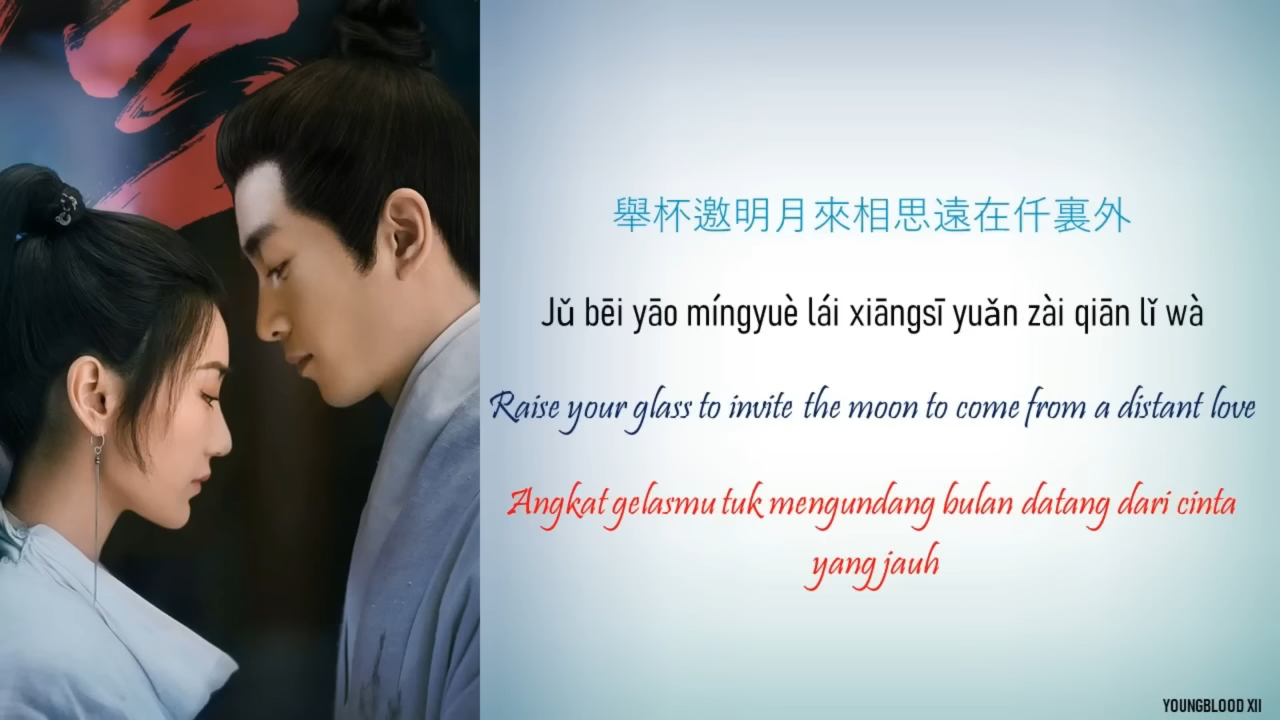 舉杯邀明月來相思遠在仟裏外
Jǔ bēi yāo míngyuè lái xiāngsī yuǎn zài qiān lǐ wà
Raise your glass to invite the moon to come from a distant love
Angkat gelasmu tuk mengundang bulan datang dari cinta
yang jauh
YOUNGBLOOD XII